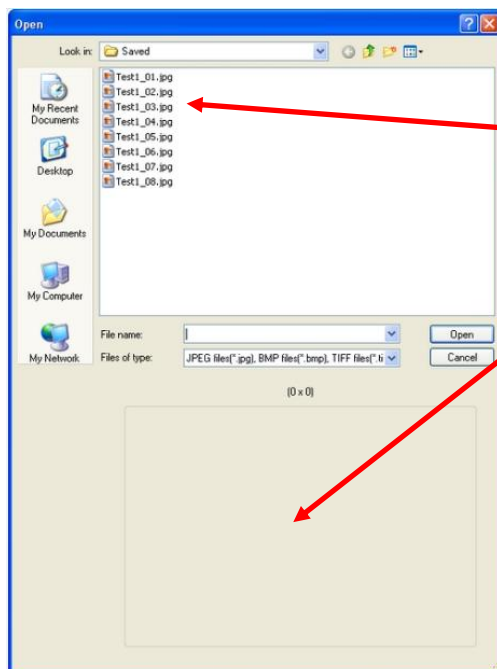 Open
Look in: Saved
Test1_01.jpg
Test1_02.jpg
Test1_03.jpg
Test1_04.jpg
Test1_05.jpg
Test1_06.jpg
Test1_07.jpg
Test1_08.jpg
My Recent
Documents
Desktop
My Documents
My Computer
My Network
File name:
Open
Files of type: JPEG files(*.jpg), BMP files(*.bmp), TIFF files(*.ti
Cancel
(0 x 0)